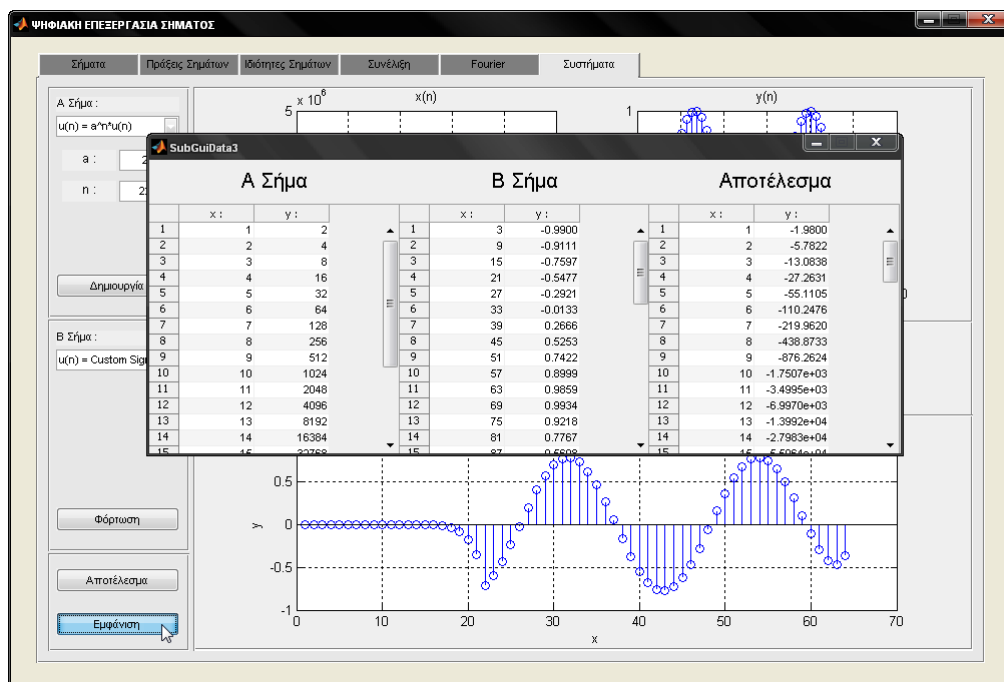 ΨΗΦΙΑΚΗ ΕΠΕΞΕΡΓΑΣΙΑ ΣΗΜΑΤΟΣ
Σήματα Πράξεις Σημάτων Ιδιότητες Σημάτων Συνέλιξη Fourier Συστήματα
Α Σήμα :
u(n) = a^n*u(n)
a :
n :
Δημιουργία
Β Σήμα :
u(n) = Custom Sig
Φόρτωση
Αποτέλεσμα
Εμφάνιση
x 10^6
x(n)
5
y(n)
1
SubGuiData3
Α Σήμα Β Σήμα Αποτέλεσμα
x : y : x : y : x : y :
1 1 2 1 3 -0.9900 1 1 -1.9800
2 2 4 2 9 -0.9111 2 2 -5.7822
3 3 8 3 15 -0.7597 3 3 -13.0838
4 4 16 4 21 -0.5477 4 4 -27.2631
5 5 32 5 27 -0.2921 5 5 -55.1105
6 6 64 6 33 -0.0133 6 6 -110.2476
7 7 128 7 39 0.2666 7 7 -219.9620
8 8 256 8 45 0.5253 8 8 -438.8733
9 9 512 9 51 0.7422 9 9 -876.2624
10 10 1024 10 57 0.8999 10 10 -1.7507e+03
11 11 2048 11 63 0.9859 11 11 -3.4995e+03
12 12 4096 12 69 0.9934 12 12 -6.9970e+03
13 13 8192 13 75 0.9218 13 13 -1.3992e+04
14 14 16384 14 81 0.7767 14 14 -2.7983e+04
0.5
0
-0.5
-1
y
0 10 20 30 40 50 60 70
x